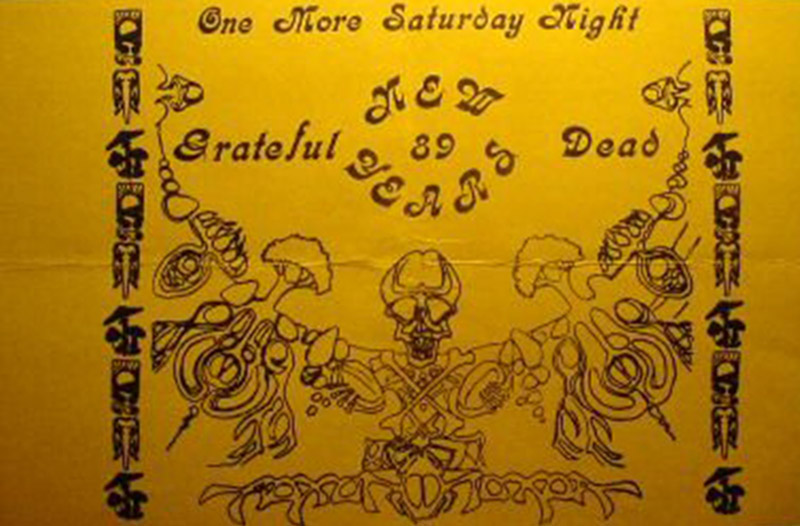 One More Saturday Night
NEW
Grateful 89 Dead
YEARS